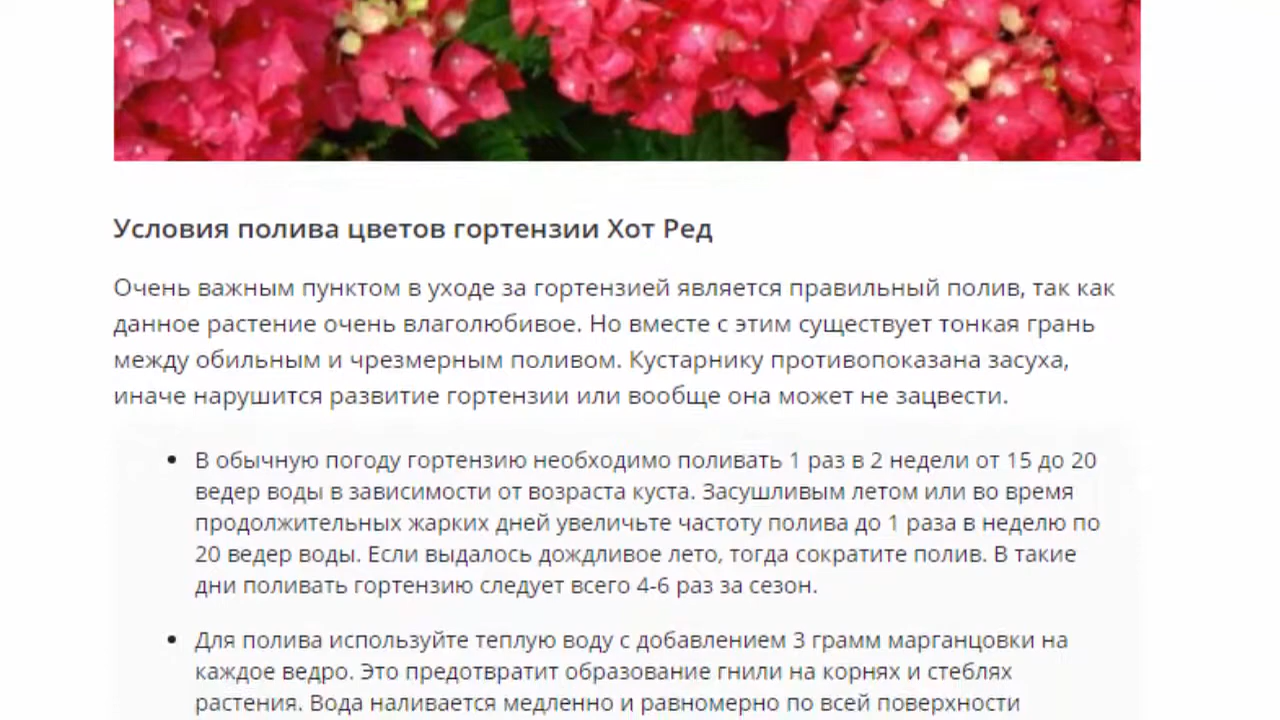 Условия полива цветов гортензии Хот Ред
Очень важным пунктом в уходе за гортензией является правильный полив, так как
данное растение очень влаголюбивое. Но вместе с этим существует тонкая грань
между обильным и чрезмерным поливом. Кустарнику противопоказана засуха,
иначе нарушится развитие гортензии или вообще она может не зацвести.
• В обычную погоду гортензию необходимо поливать 1 раз в 2 недели от 15 до 20
ведер воды в зависимости от возраста куста. Засушливым летом или во время
продолжительных жарких дней увеличьте частоту полива до 1 раза в неделю по
20 ведер воды. Если выдалось дождливое лето, тогда сократите полив. В такие
дни поливать гортензию следует всего 4-6 раз за сезон.
• Для полива используйте теплую воду с добавлением 3 грамм марганцовки на
каждое ведро. Это предотвратит образование гнили на корнях и стеблях
растения. Вода наливается медленно и равномерно по всей поверхности